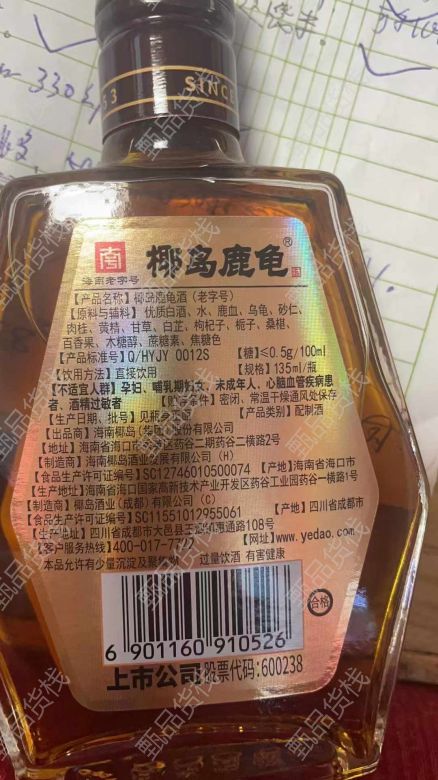 SINCE
南
海南老字号
椰岛鹿龟®
【产品名称】椰岛鹿龟酒（老字号）
【原料与辅料】优质白酒、水、鹿血、乌龟、砂仁、
肉桂、黄精、甘草、白芷、枸杞子、栀子、桑椹、
百香果、木糖醇、蔗糖素、焦糖色
【产品标准号】Q/HYJY 0012S 【糖】≤0.5g/100ml
【饮用方法】直接饮用 【规格】135ml/瓶
【不适宜人群】孕妇、哺乳期妇女、未成年人、心脑血管疾病患
者、酒精过敏者 【贮存条件】密闭、常温干燥通风处保存
【生产日期、批号】见瓶 【产品类别】配制酒
【出品商】海南椰岛（集团）股份有限公司
【地址】海南省海口市 药谷二期药谷二横路2号
【制造商】海南椰岛酒业发展有限公司（H）
【食品生产许可证编号】SC12746010500074 【产地】海南省海口市
【生产地址】海南省海口国家高新技术产业开发区药谷工业园药谷一横路1号
【制造商】椰岛酒业（成都）有限公司（C）
【食品生产许可证编号】SC11551012955061 【产地】四川省成都市
【生产地址】四川省成都市大邑县王泗镇惠通路108号
【客户服务热线】400-017-77 【网址】www.yedao.com
本品允许有少量沉淀及聚 物 过量饮酒 有害健康
合格
6 901160 910526
上市公司 股票代码:600238
甄品货栈